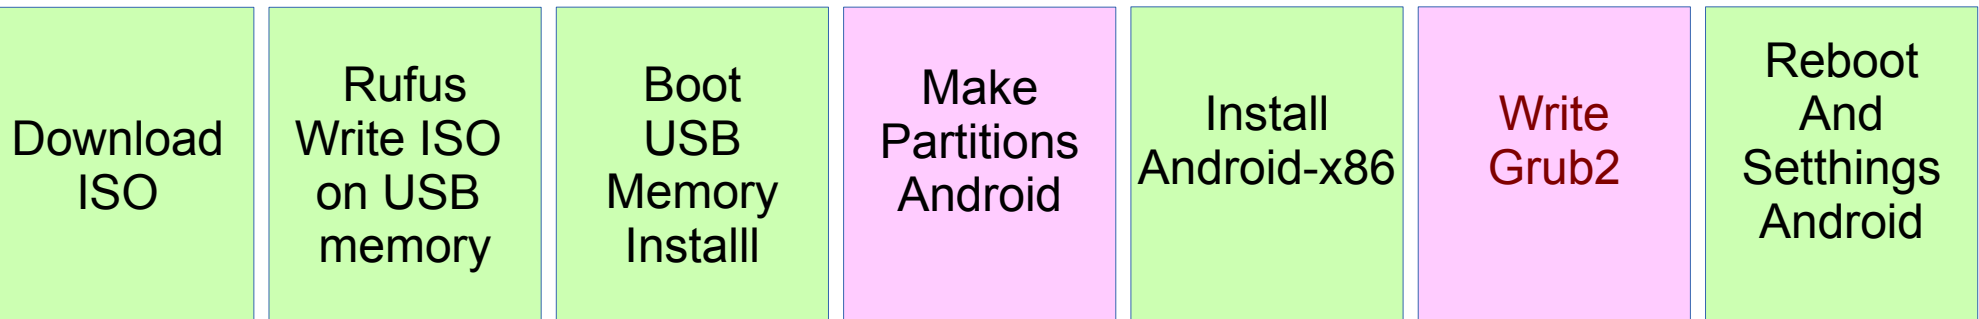 Download
ISO
Rufus
Write ISO
on USB
memory
Boot
USB
Memory
Installl
Make
Partitions
Android
Install
Android-x86
Write
Grub2
Reboot
And
Setthings
Android